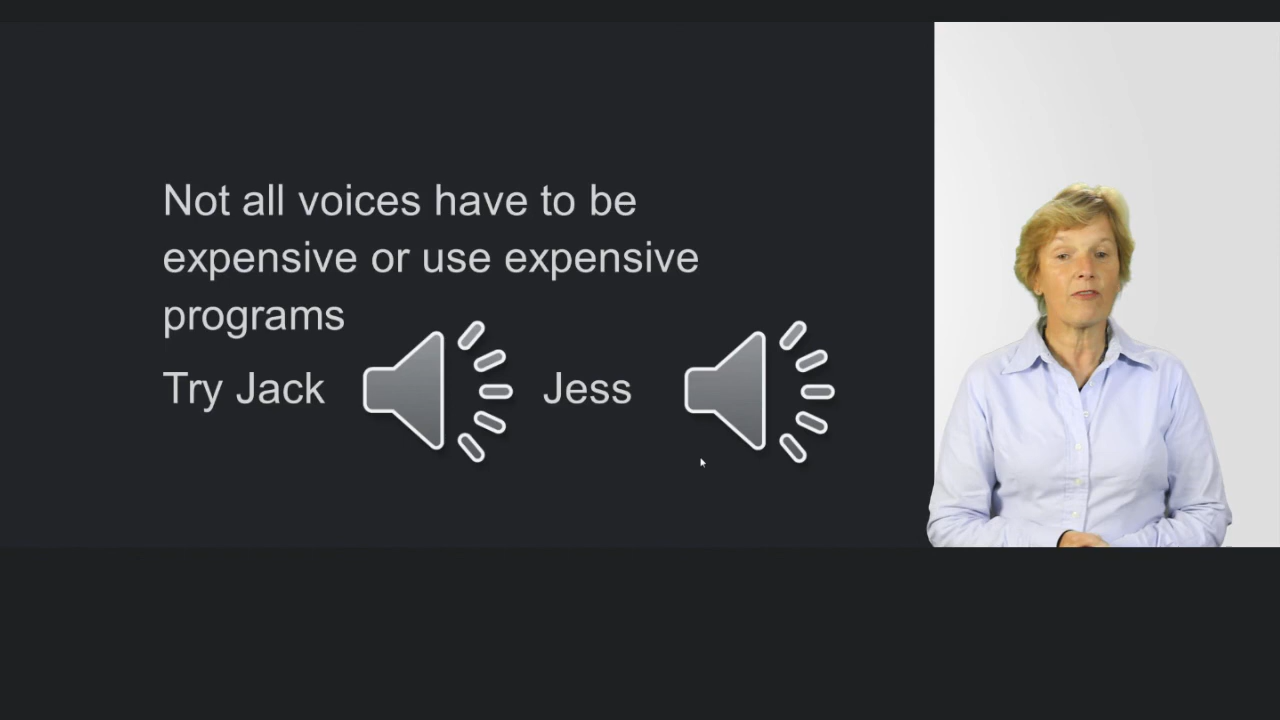 Not all voices have to be
expensive or use expensive
programs
Try Jack Jess